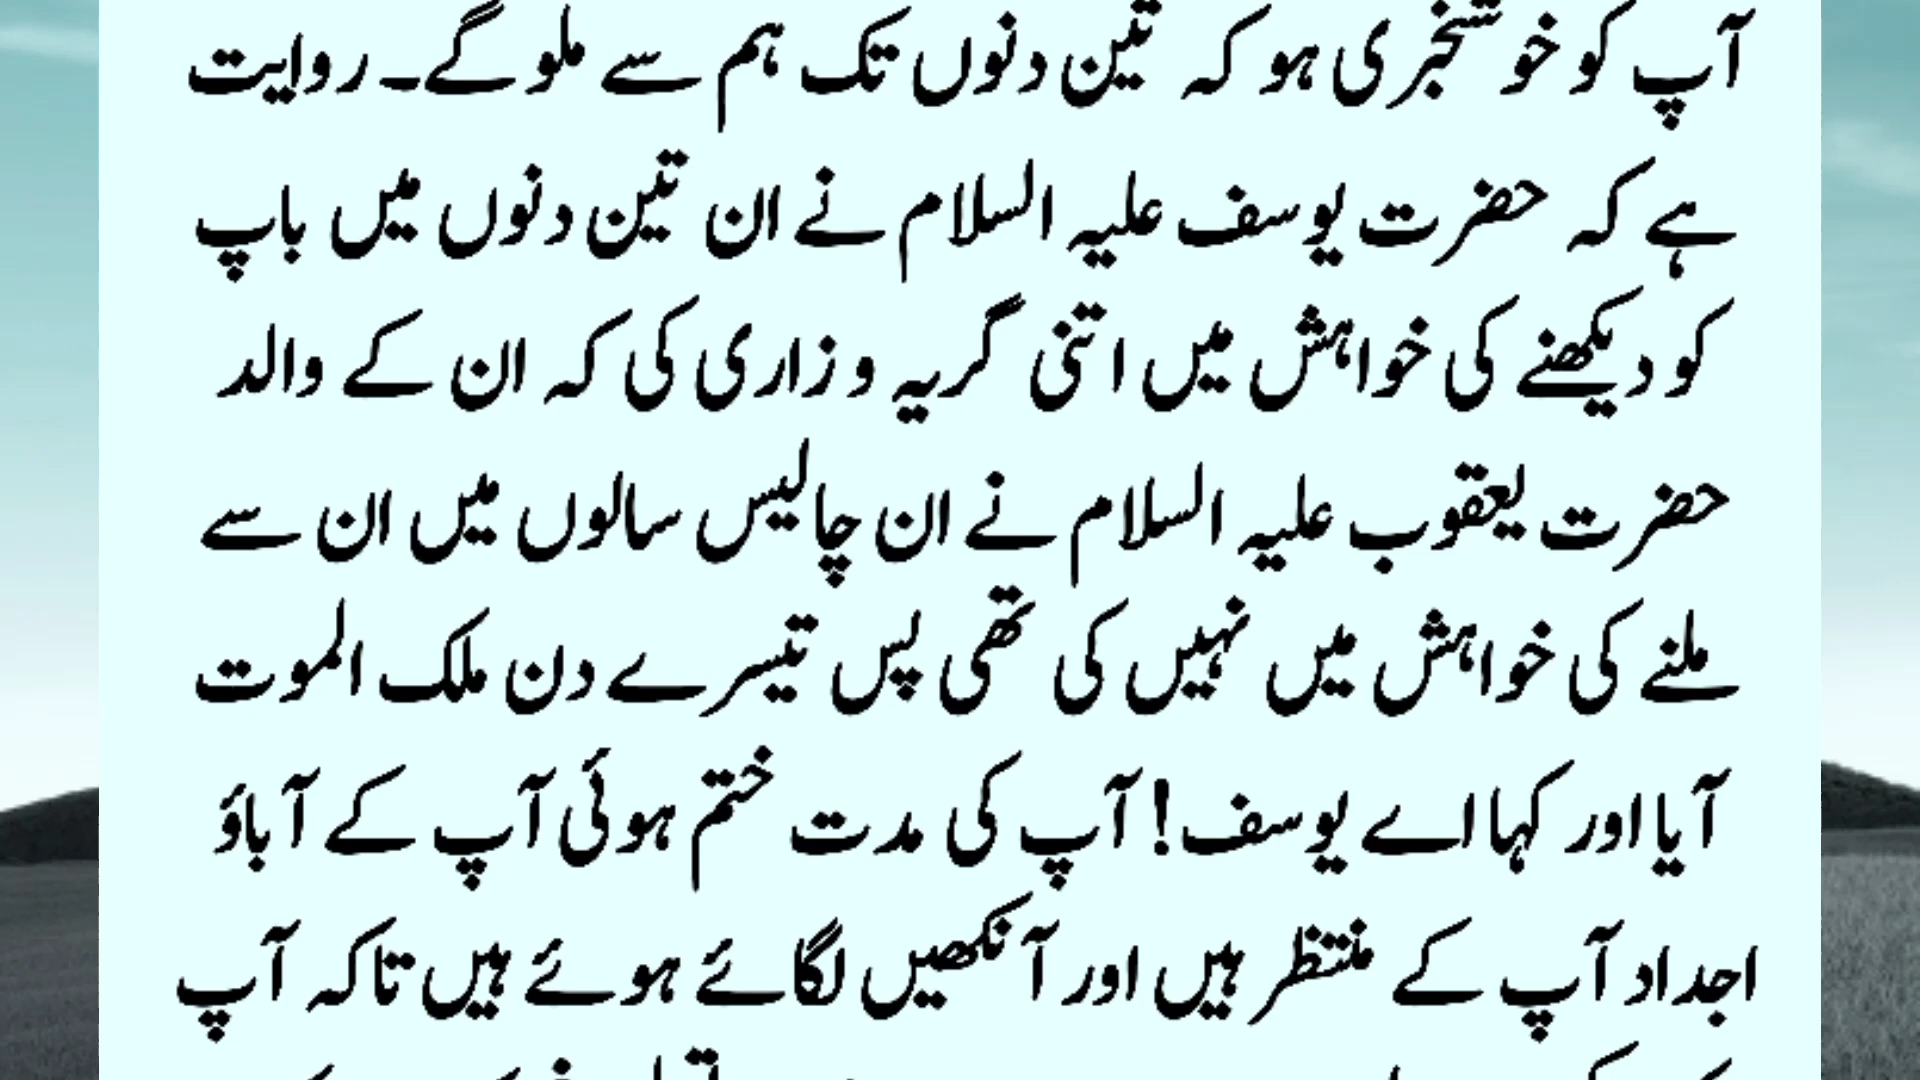 آپ کو خوشخبری ہو کہ تین دنوں تک ہم سے ملو گے۔ روایت
ہے کہ حضرت یوسف علیہ السلام نے ان تین دنوں میں باپ
کو دیکھنے کی خواہش میں اتنی گریہ و زاری کی کہ ان کے والد
حضرت یعقوب علیہ السلام نے ان چالیس سالوں میں ان سے
ملنے کی خواہش میں نہیں کی تھی پس تیسرے دن ملک الموت
آیا اور کہا اے یوسف! آپ کی مدت ختم ہوئی آپ کے آباؤ
اجداد آپ کے منتظر ہیں اور آنکھیں لگائے ہوئے ہیں تاکہ آپ